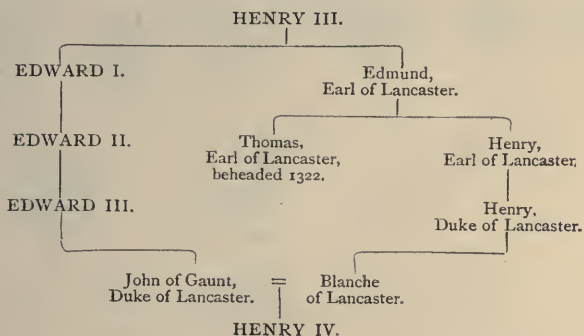 HENRY III.
EDWARD I.
Edmund,
Earl of Lancaster.
EDWARD II.
Thomas,
Earl of Lancaster,
beheaded 1322.
Henry,
Earl of Lancaster.
EDWARD III.
Henry,
Duke of Lancaster.
John of Gaunt,
Duke of Lancaster.
=
Blanche
of Lancaster.
HENRY IV.